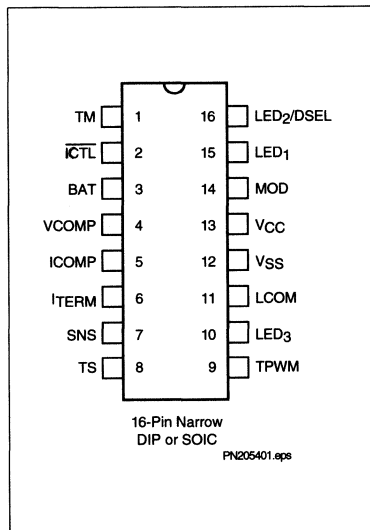 TM 1 16 LED2/DSEL
ICTL 2 15 LED1
BAT 3 14 MOD
VCOMP 4 13 VCC
ICOMP 5 12 VSS
ITERM 6 11 LCOM
SNS 7 10 LED3
TS 8 9 TPWM
16-Pin Narrow
DIP or SOIC
PN205401.eps